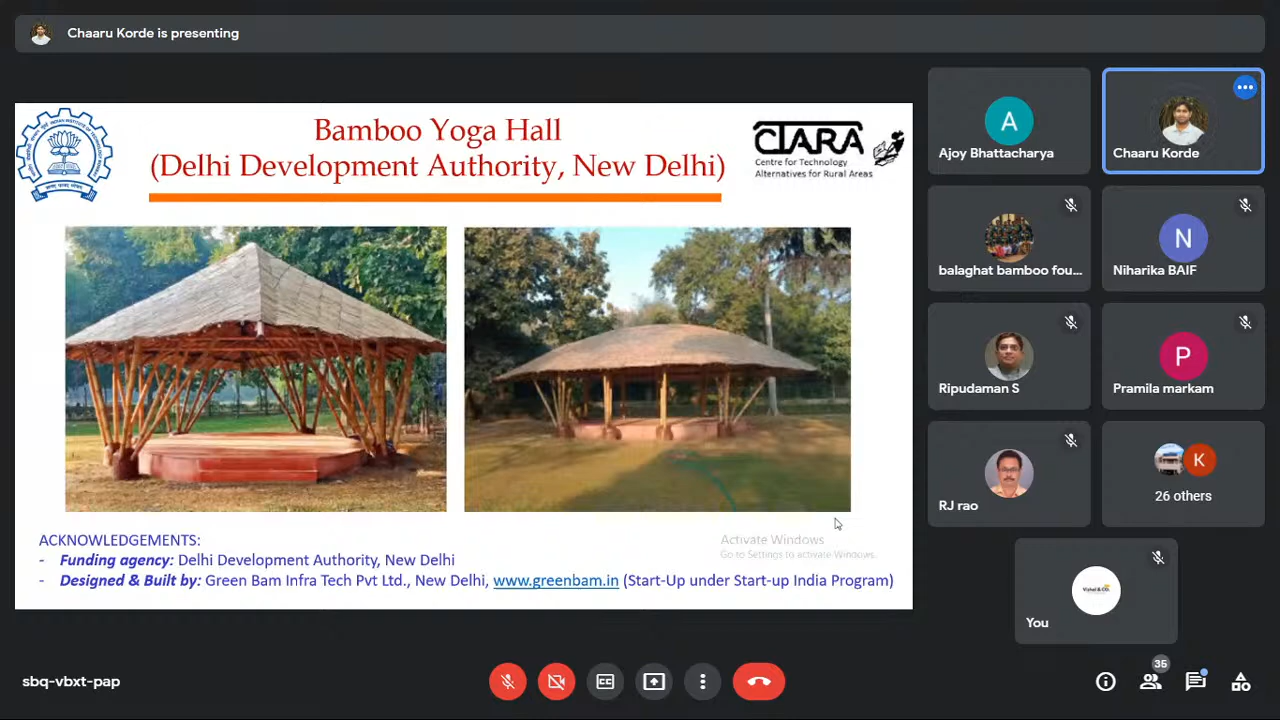 Chaaru Korde is presenting
Bamboo Yoga Hall
(Delhi Development Authority, New Delhi)
CTARA
Centre for Technology
Alternatives for Rural Areas
ACKNOWLEDGEMENTS:
- Funding agency: Delhi Development Authority, New Delhi
- Designed & Built by: Green Bam Infra Tech Pvt Ltd., New Delhi, www.greenbam.in (Start-Up under Start-up India Program)
Activate Windows
Go to Settings to activate Windows.
A
Ajoy Bhattacharya
Chaaru Korde
balaghat bamboo fou...
N
Niharika BAIF
Ripudaman S
P
Pramila markam
RJ rao
K
26 others
Vishal & CO.
You
sbq-vbxt-pap
CC
35